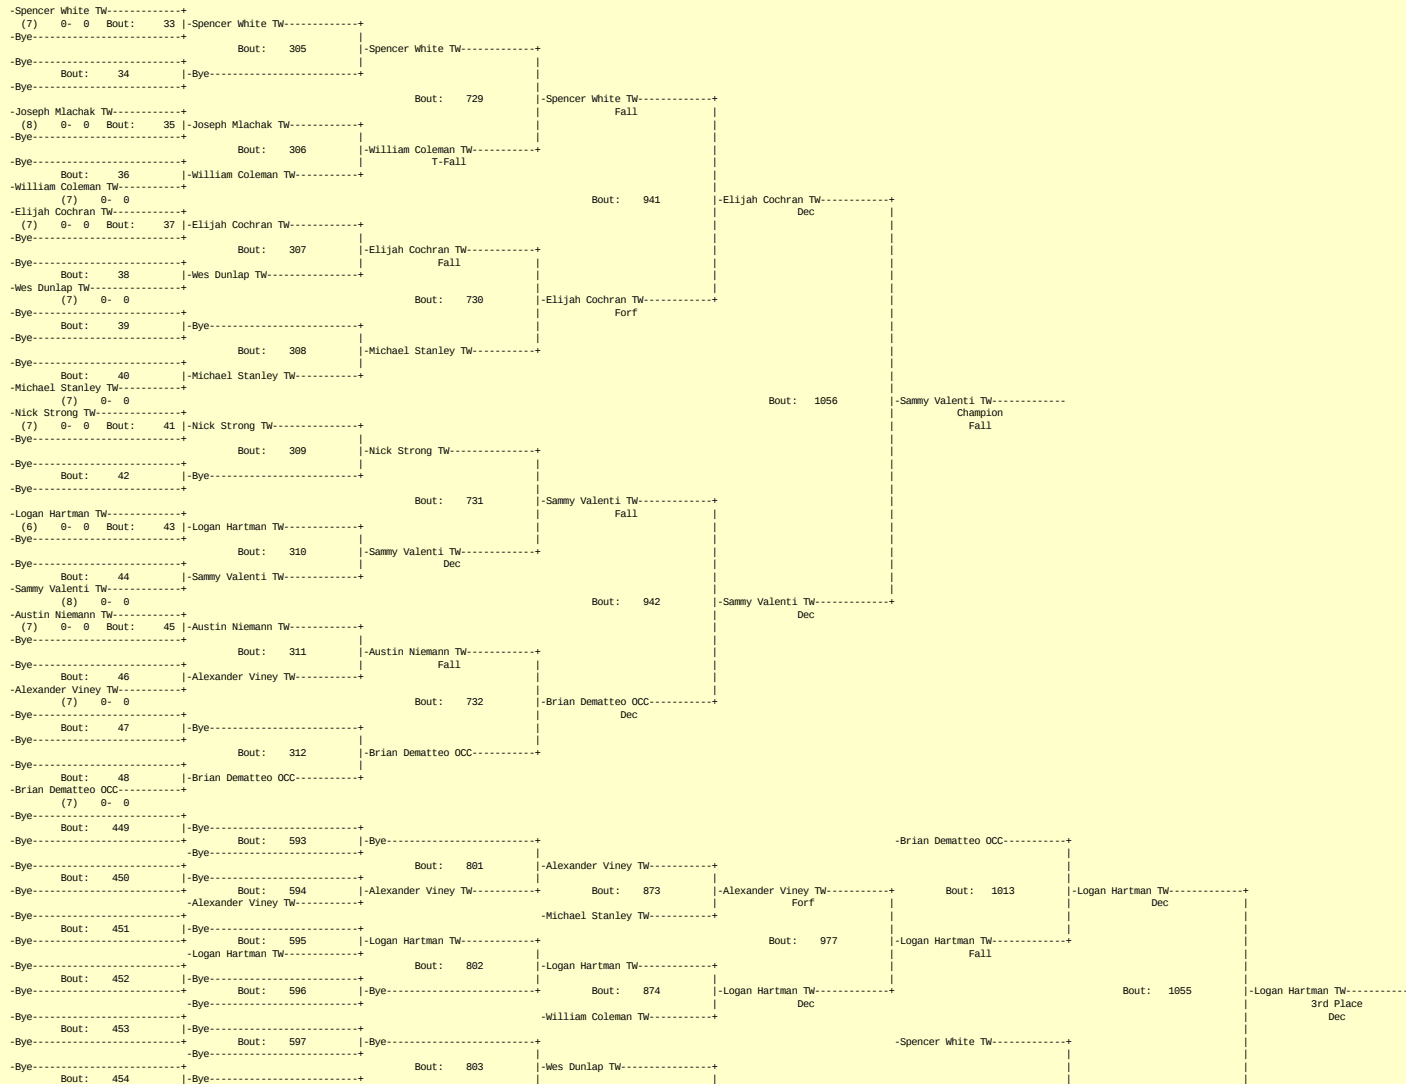 -Spencer White TW-------------+
(7) 0- 0 Bout: 33 |-Spencer White TW-------------+
-Bye--------------------------+ |
Bout: 305 |-Spencer White TW-------------+
-Bye--------------------------+ | |
Bout: 34 |-Bye--------------------------+ |
-Bye--------------------------+ |
Bout: 729 |-Spencer White TW-------------+
-Joseph Mlachak TW------------+ | Fall |
(8) 0- 0 Bout: 35 |-Joseph Mlachak TW------------+ | |
-Bye--------------------------+ | | |
Bout: 306 |-William Coleman TW-----------+ |
-Bye--------------------------+ | T-Fall |
Bout: 36 |-William Coleman TW-----------+ |
-William Coleman TW-----------+ |
(7) 0- 0 Bout: 941 |-Elijah Cochran TW------------+
-Elijah Cochran TW------------+ | Dec |
(7) 0- 0 Bout: 37 |-Elijah Cochran TW------------+ | |
-Bye--------------------------+ | | |
Bout: 307 |-Elijah Cochran TW------------+ | |
-Bye--------------------------+ | Fall | | |
Bout: 38 |-Wes Dunlap TW----------------+ | | |
-Wes Dunlap TW----------------+ | | |
(7) 0- 0 Bout: 730 |-Elijah Cochran TW------------+ |
-Bye--------------------------+ | Forf |
Bout: 39 |-Bye--------------------------+ | |
-Bye--------------------------+ | | |
Bout: 308 |-Michael Stanley TW-----------+ |
-Bye--------------------------+ | |
Bout: 40 |-Michael Stanley TW-----------+ |
-Michael Stanley TW-----------+ |
(7) 0- 0 Bout: 1056 |-Sammy Valenti TW-------------
-Nick Strong TW---------------+ | Champion
(7) 0- 0 Bout: 41 |-Nick Strong TW---------------+ | Fall
-Bye--------------------------+ | |
Bout: 309 |-Nick Strong TW---------------+ |
-Bye--------------------------+ | | |
Bout: 42 |-Bye--------------------------+ | |
-Bye--------------------------+ | |
Bout: 731 |-Sammy Valenti TW-------------+ |
-Logan Hartman TW-------------+ | Fall | |
(6) 0- 0 Bout: 43 |-Logan Hartman TW-------------+ | | |
-Bye--------------------------+ | | | |
Bout: 310 |-Sammy Valenti TW-------------+ | |
-Bye--------------------------+ | Dec | |
Bout: 44 |-Sammy Valenti TW-------------+ | |
-Sammy Valenti TW-------------+ | |
(8) 0- 0 Bout: 942 |-Sammy Valenti TW-------------+
-Austin Niemann TW------------+ | Dec
(7) 0- 0 Bout: 45 |-Austin Niemann TW------------+ |
-Bye--------------------------+ | |
Bout: 311 |-Austin Niemann TW------------+ |
-Bye--------------------------+ | Fall | |
Bout: 46 |-Alexander Viney TW-----------+ | |
-Alexander Viney TW-----------+ | |
(7) 0- 0 Bout: 732 |-Brian Dematteo OCC-----------+
-Bye--------------------------+ | Dec
Bout: 47 |-Bye--------------------------+ |
-Bye--------------------------+ | |
Bout: 312 |-Brian Dematteo OCC-----------+
-Bye--------------------------+ |
Bout: 48 |-Brian Dematteo OCC-----------+
-Brian Dematteo OCC-----------+
(7) 0- 0
-Bye--------------------------+
Bout: 449 |-Bye--------------------------+
-Bye--------------------------+ Bout: 593 |-Bye--------------------------+ -Brian Dematteo OCC-----------+
-Bye--------------------------+ | |
-Bye--------------------------+ Bout: 801 |-Alexander Viney TW-----------+ |
Bout: 450 |-Bye--------------------------+ | | |
-Bye--------------------------+ Bout: 594 |-Alexander Viney TW-----------+ Bout: 873 |-Alexander Viney TW-----------+ Bout: 1013 |-Logan Hartman TW-------------+
-Alexander Viney TW-----------+ | Forf | | Dec |
-Bye--------------------------+ -Michael Stanley TW-----------+ | | |
Bout: 451 |-Bye--------------------------+ | | |
-Bye--------------------------+ Bout: 595 |-Logan Hartman TW-------------+ Bout: 977 |-Logan Hartman TW-------------+ |
-Logan Hartman TW-------------+ | | Fall |
-Bye--------------------------+ Bout: 802 |-Logan Hartman TW-------------+ | |
Bout: 452 |-Bye--------------------------+ | | | |
-Bye--------------------------+ Bout: 596 |-Bye--------------------------+ Bout: 874 |-Logan Hartman TW-------------+ Bout: 1055 |-Logan Hartman TW-------------
-Bye--------------------------+ | Dec | 3rd Place
-Bye--------------------------+ -William Coleman TW-----------+ | Dec
Bout: 453 |-Bye--------------------------+ |
-Bye--------------------------+ Bout: 597 |-Bye--------------------------+ -Spencer White TW-------------+ |
-Bye--------------------------+ | | |
-Bye--------------------------+ Bout: 803 |-Wes Dunlap TW----------------+ | |
Bout: 454 |-Bye--------------------------+ | | | |